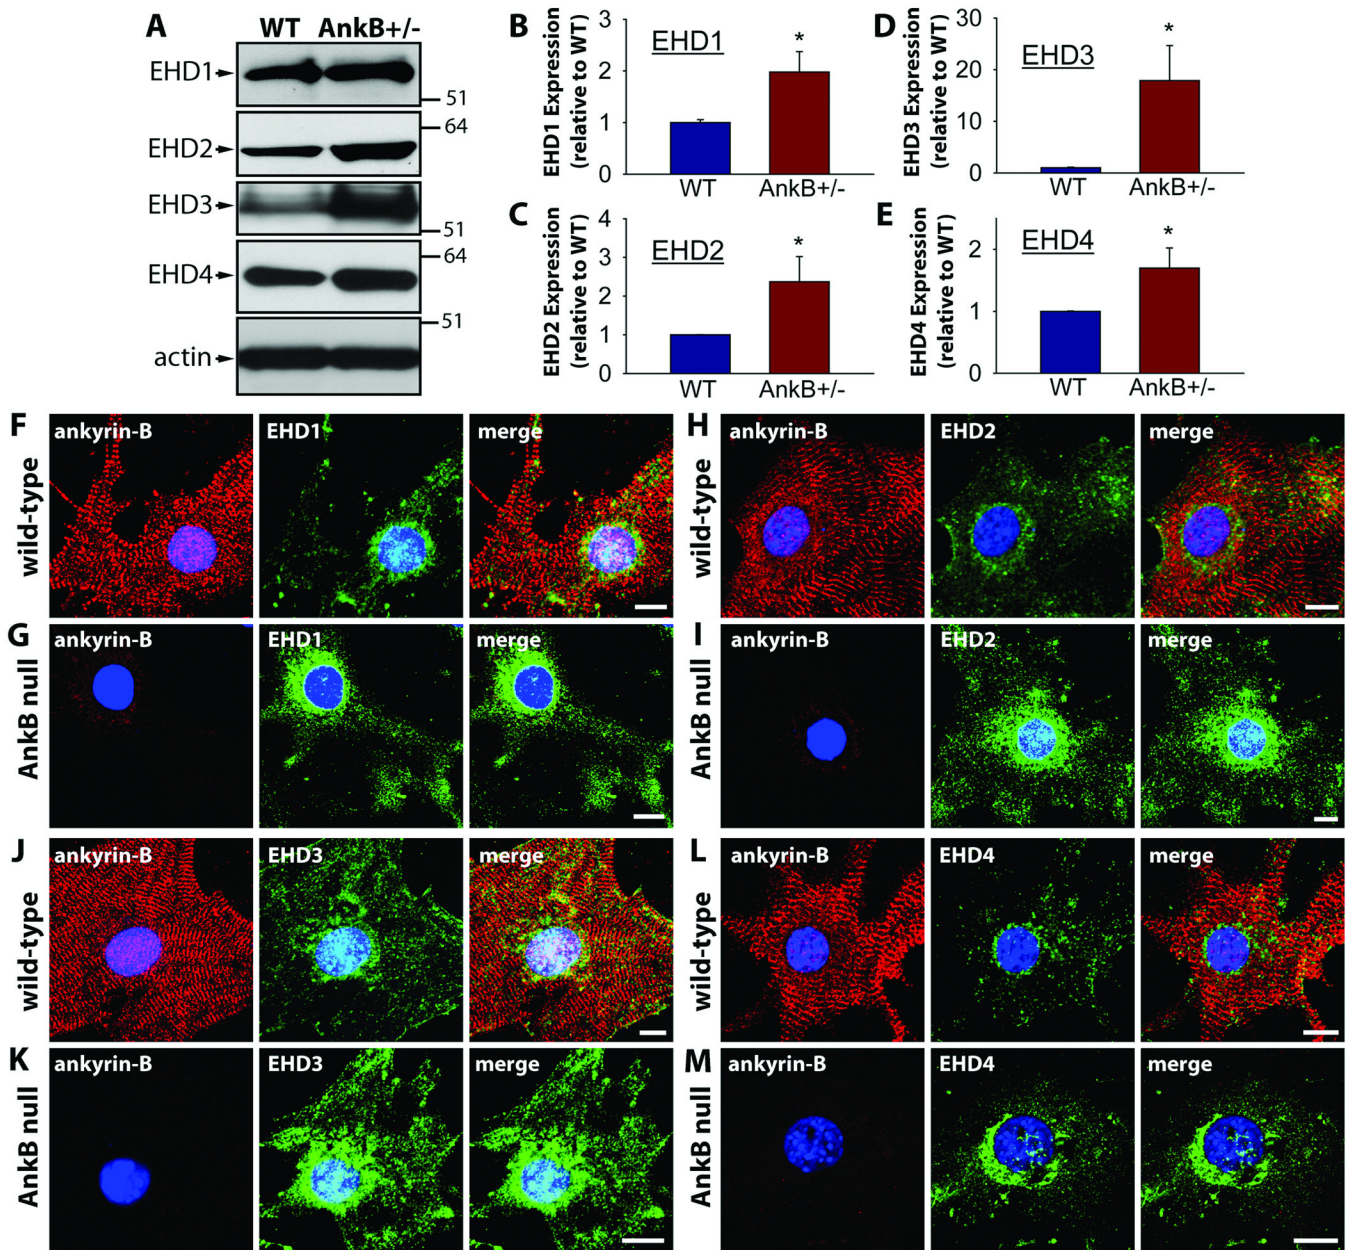 A
WT AnkB+/-
EHD1
51
64
EHD2
EHD3
51
64
EHD4
51
actin
B
EHD1 Expression
(relative to WT)
3
2
1
0
EHD1
*
WT AnkB+/-
C
EHD2 Expression
(relative to WT)
4
3
2
1
0
EHD2
*
WT AnkB+/-
D
EHD3 Expression
(relative to WT)
30
20
10
0
EHD3
*
WT AnkB+/-
E
EHD4 Expression
(relative to WT)
2
1
0
EHD4
*
WT AnkB+/-
F
wild-type
ankyrin-B EHD1 merge
H
wild-type
ankyrin-B EHD2 merge
G
AnkB null
ankyrin-B EHD1 merge
I
AnkB null
ankyrin-B EHD2 merge
J
wild-type
ankyrin-B EHD3 merge
L
wild-type
ankyrin-B EHD4 merge
K
AnkB null
ankyrin-B EHD3 merge
M
AnkB null
ankyrin-B EHD4 merge